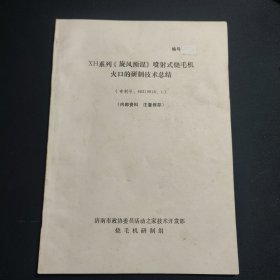 编号
XH系列《旋风预混》喷射式烧毛机
火口的研制技术总结
(内部资料 注意保存)
济南市政协委员活动之家技术开发部
烧毛机研制组